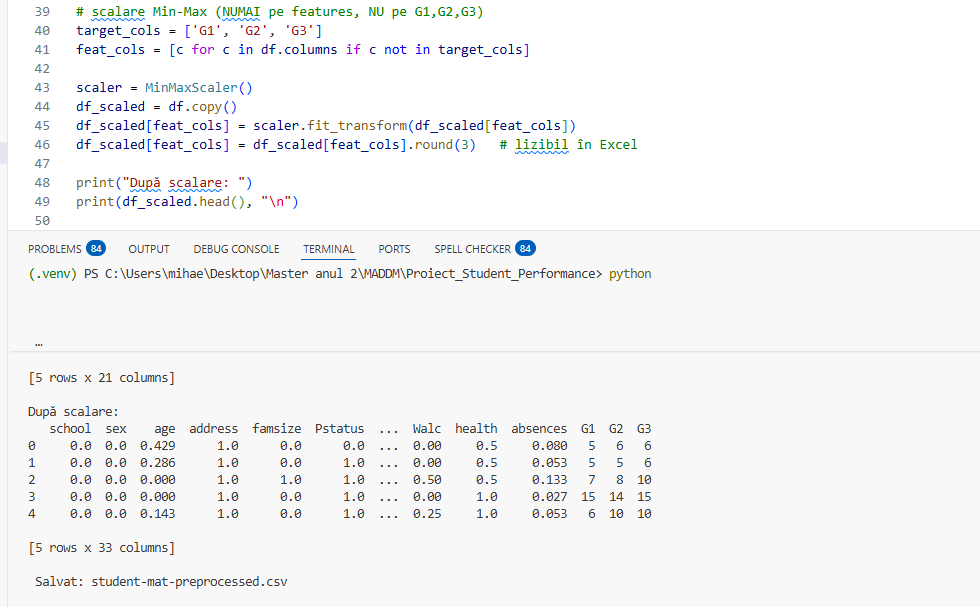 39 # scalare Min-Max (NUMAI pe features, NU pe G1,G2,G3)
40 target_cols = ['G1', 'G2', 'G3']
41 feat_cols = [c for c in df.columns if c not in target_cols]
42
43 scaler = MinMaxScaler()
44 df_scaled = df.copy()
45 df_scaled[feat_cols] = scaler.fit_transform(df_scaled[feat_cols])
46 df_scaled[feat_cols] = df_scaled[feat_cols].round(3)   # lizibil în Excel
47
48 print("După scalare: ")
49 print(df_scaled.head(), "\n")
50
PROBLEMS 84 OUTPUT DEBUG CONSOLE TERMINAL PORTS SPELL CHECKER 84
(.venv) PS C:\Users\mihae\Desktop\Master anul 2\MADDM\Proiect_Student_Performance> python
…
[5 rows x 21 columns]
După scalare:
school sex age address famsize Pstatus ... Walc health absences G1 G2 G3
0 0.0 0.0 0.429 1.0 0.0 0.0 ... 0.00 0.5 0.080 5 6 6
1 0.0 0.0 0.286 1.0 0.0 1.0 ... 0.00 0.5 0.053 5 5 6
2 0.0 0.0 0.000 1.0 1.0 1.0 ... 0.50 0.5 0.133 7 8 10
3 0.0 0.0 0.000 1.0 0.0 1.0 ... 0.00 1.0 0.027 15 14 15
4 0.0 0.0 0.143 1.0 0.0 1.0 ... 0.25 1.0 0.053 6 10 10
[5 rows x 33 columns]
Salvat: student-mat-preprocessed.csv